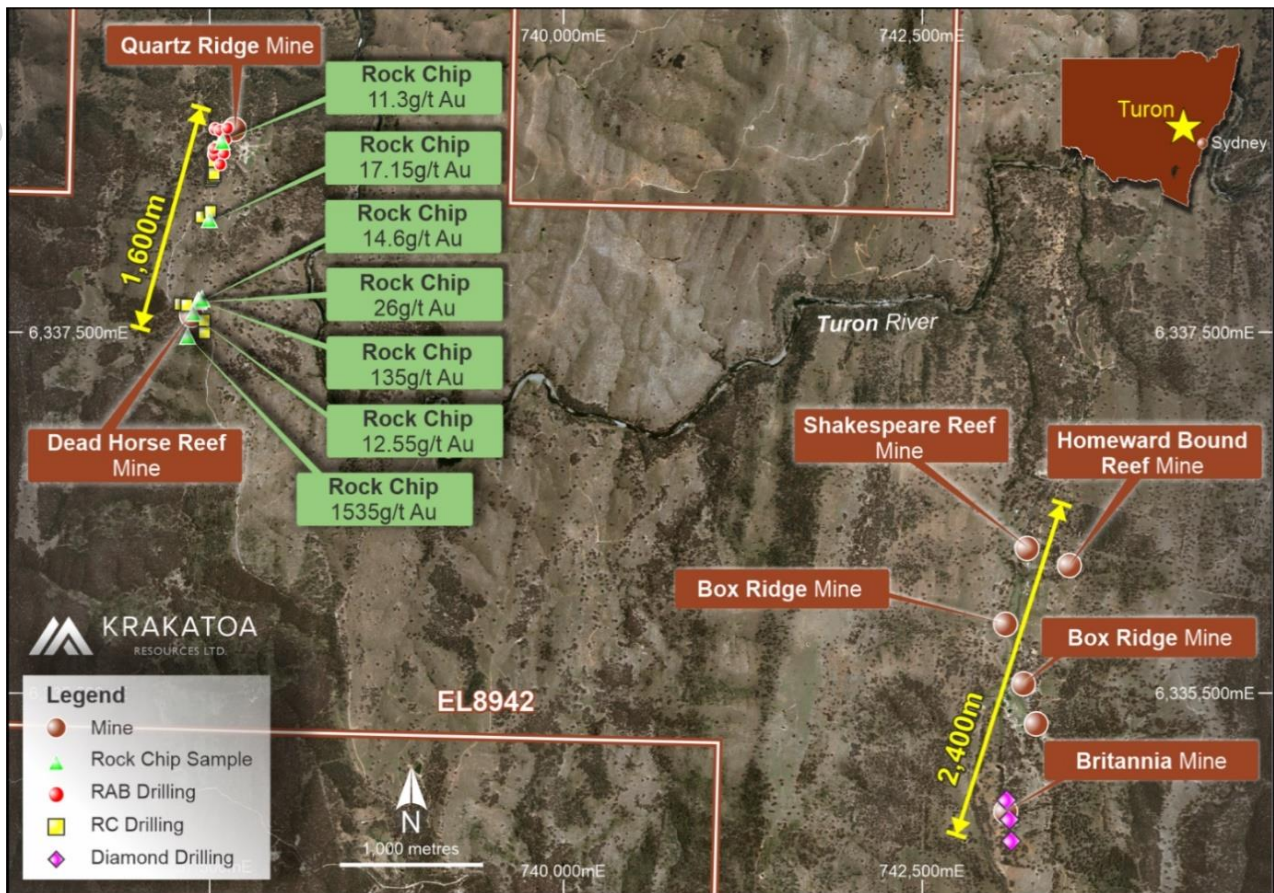 Quartz Ridge Mine
740,000mE
742,500mE
Rock Chip
11.3g/t Au
Turon
Sydney
Rock Chip
17.15g/t Au
1,600m
Rock Chip
14.6g/t Au
Rock Chip
26g/t Au
6,337,500mE
Turon River
6,337,500mE
Rock Chip
135g/t Au
Rock Chip
12.55g/t Au
Dead Horse Reef
Mine
Shakespeare Reef
Mine
Homeward Bound
Reef Mine
Rock Chip
1535g/t Au
Box Ridge Mine
KRAKATOA
RESOURCES LTD.
Box Ridge Mine
EL8942
6,335,500mE
2,400m
Legend
Mine
Rock Chip Sample
RAB Drilling
RC Drilling
Diamond Drilling
Britannia Mine
N
1,000 metres
740,000mE
742,500mE